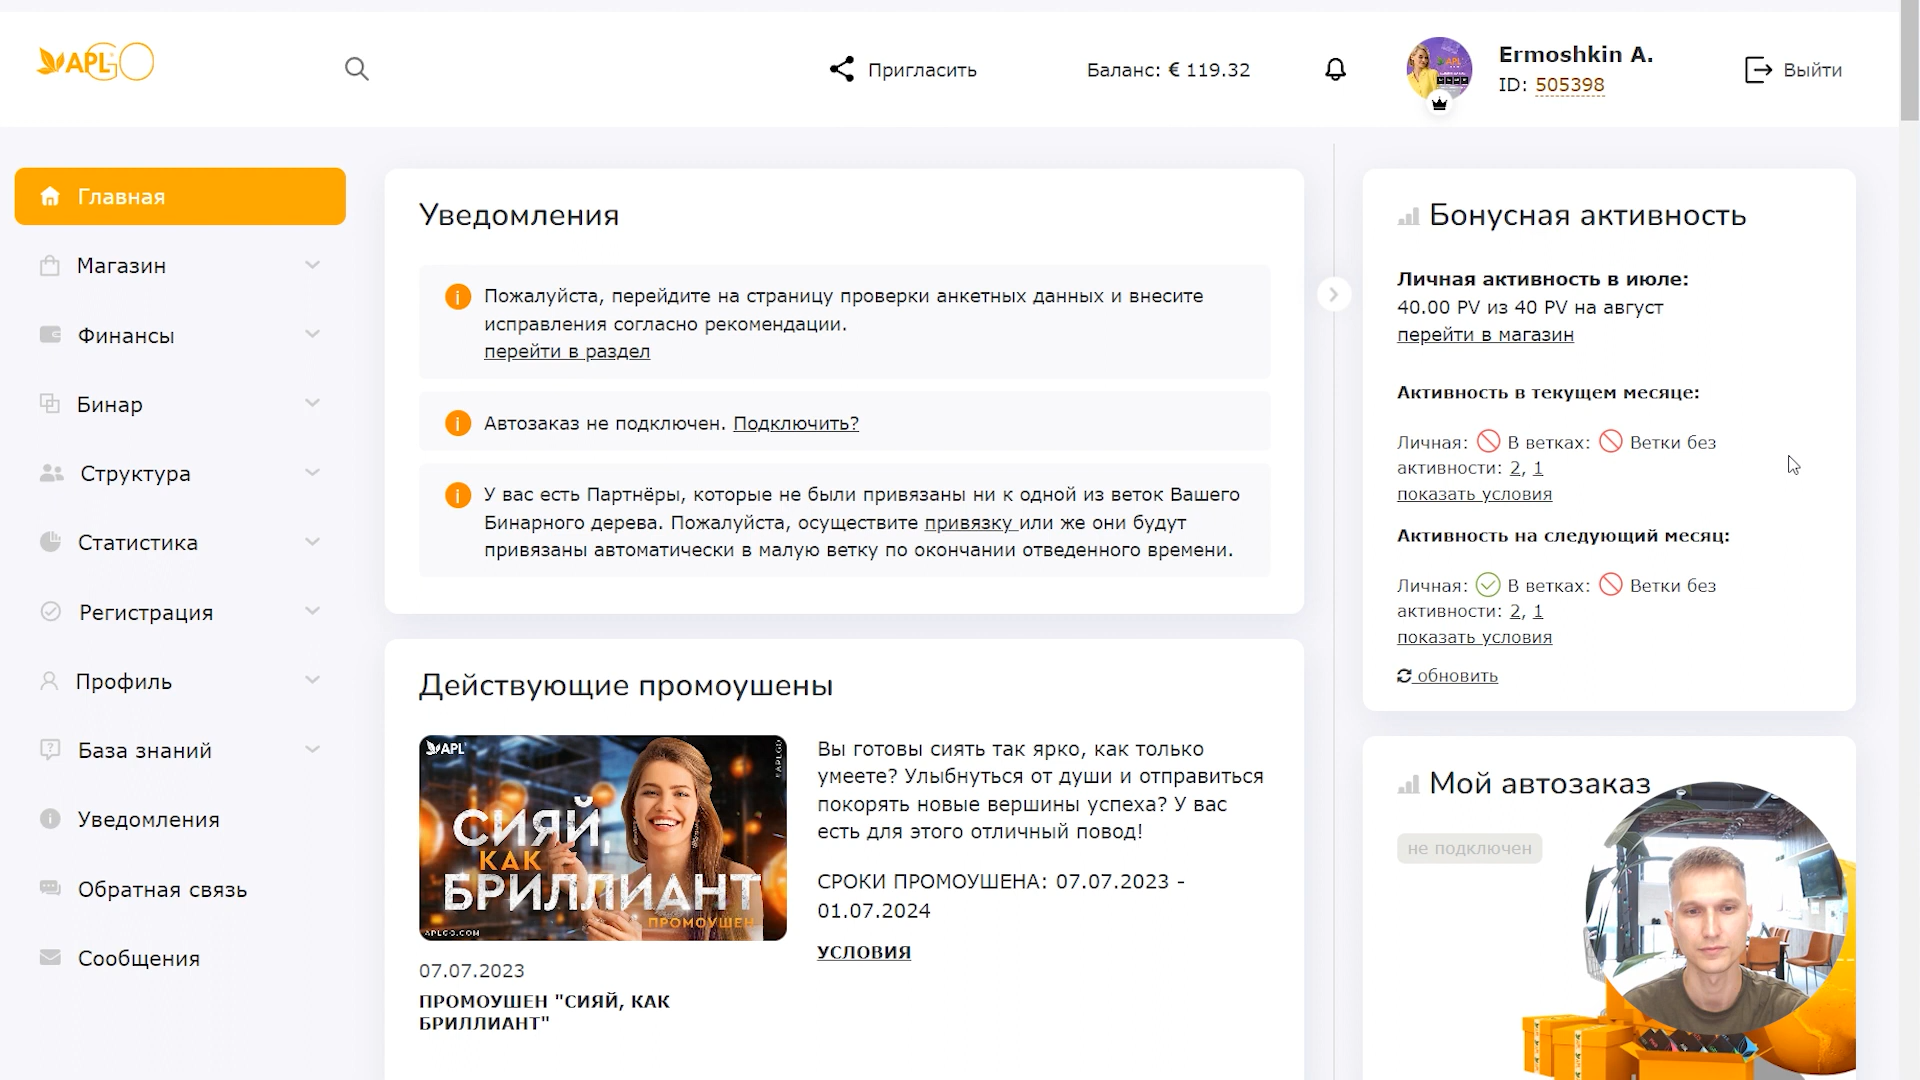 APL GO
Пригласить
Баланс: € 119.32
Ermoshkin A.
ID: 505398
Выйти
Главная
Магазин
Финансы
Бинар
Структура
Статистика
Регистрация
Профиль
База знаний
Уведомления
Обратная связь
Сообщения
Уведомления
Пожалуйста, перейдите на страницу проверки анкетных данных и внесите
исправления согласно рекомендации.
перейти в раздел
Автозаказ не подключен. Подключить?
У вас есть Партнёры, которые не были привязаны ни к одной из веток Вашего
Бинарного дерева. Пожалуйста, осуществите привязку или же они будут
привязаны автоматически в малую ветку по окончании отведенного времени.
Действующие промоушены
APL
APLGO
СИЯЙ,
КАК
БРИЛЛИАНТ
ПРОМОУШЕН
APLGO.COM
07.07.2023
ПРОМОУШЕН "СИЯЙ, КАК
БРИЛЛИАНТ"
Вы готовы сиять так ярко, как только
умеете? Улыбнуться от души и отправиться
покорять новые вершины успеха? У вас
есть для этого отличный повод!
СРОКИ ПРОМОУШЕНА: 07.07.2023 -
01.07.2024
УСЛОВИЯ
Бонусная активность
Личная активность в июле:
40.00 PV из 40 PV на август
перейти в магазин
Активность в текущем месяце:
Личная: В ветках: Ветки без
активности: 2, 1
показать условия
Активность на следующий месяц:
Личная: В ветках: Ветки без
активности: 2, 1
показать условия
обновить
Мой автозаказ
не подключен